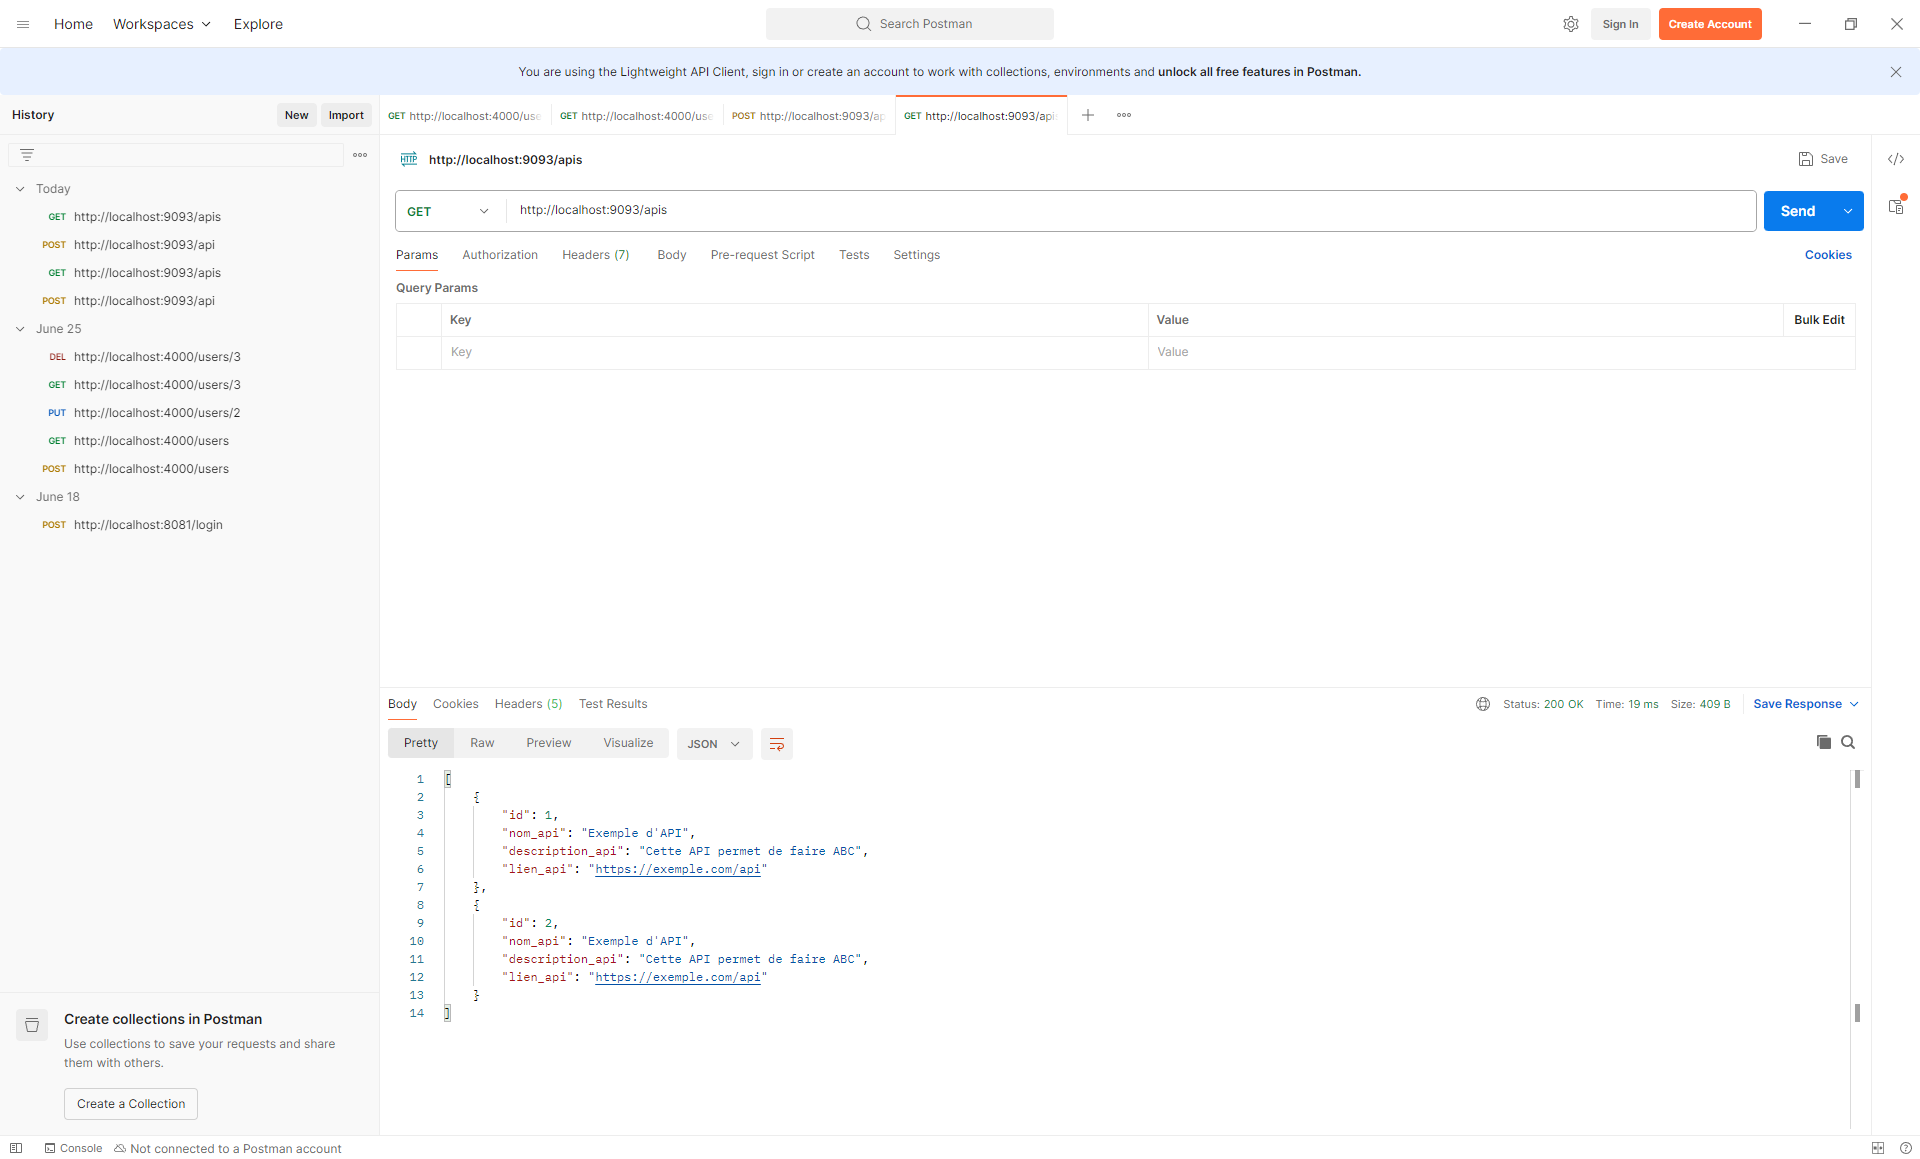 Home Workspaces Explore Search Postman Sign In Create Account
You are using the Lightweight API Client, sign in or create an account to work with collections, environments and unlock all free features in Postman.
History New Import
GET http://localhost:4000/use GET http://localhost:4000/use POST http://localhost:9093/ap GET http://localhost:9093/api
HTTP http://localhost:9093/apis Save
GET http://localhost:9093/apis Send
Params Authorization Headers (7) Body Pre-request Script Tests Settings Cookies
Query Params
Key Value Bulk Edit
Key Value
Today
GET http://localhost:9093/apis
POST http://localhost:9093/api
GET http://localhost:9093/apis
POST http://localhost:9093/api
June 25
DEL http://localhost:4000/users/3
GET http://localhost:4000/users/3
PUT http://localhost:4000/users/2
GET http://localhost:4000/users
POST http://localhost:4000/users
June 18
POST http://localhost:8081/login
Body Cookies Headers (5) Test Results Status: 200 OK Time: 19 ms Size: 409 B Save Response
Pretty Raw Preview Visualize JSON
1 [
2 {
3 "id": 1,
4 "nom_api": "Exemple d'API",
5 "description_api": "Cette API permet de faire ABC",
6 "lien_api": "https://exemple.com/api"
7 },
8 {
9 "id": 2,
10 "nom_api": "Exemple d'API",
11 "description_api": "Cette API permet de faire ABC",
12 "lien_api": "https://exemple.com/api"
13 }
14 ]
Create collections in Postman
Use collections to save your requests and share
them with others.
Create a Collection
Console Not connected to a Postman account